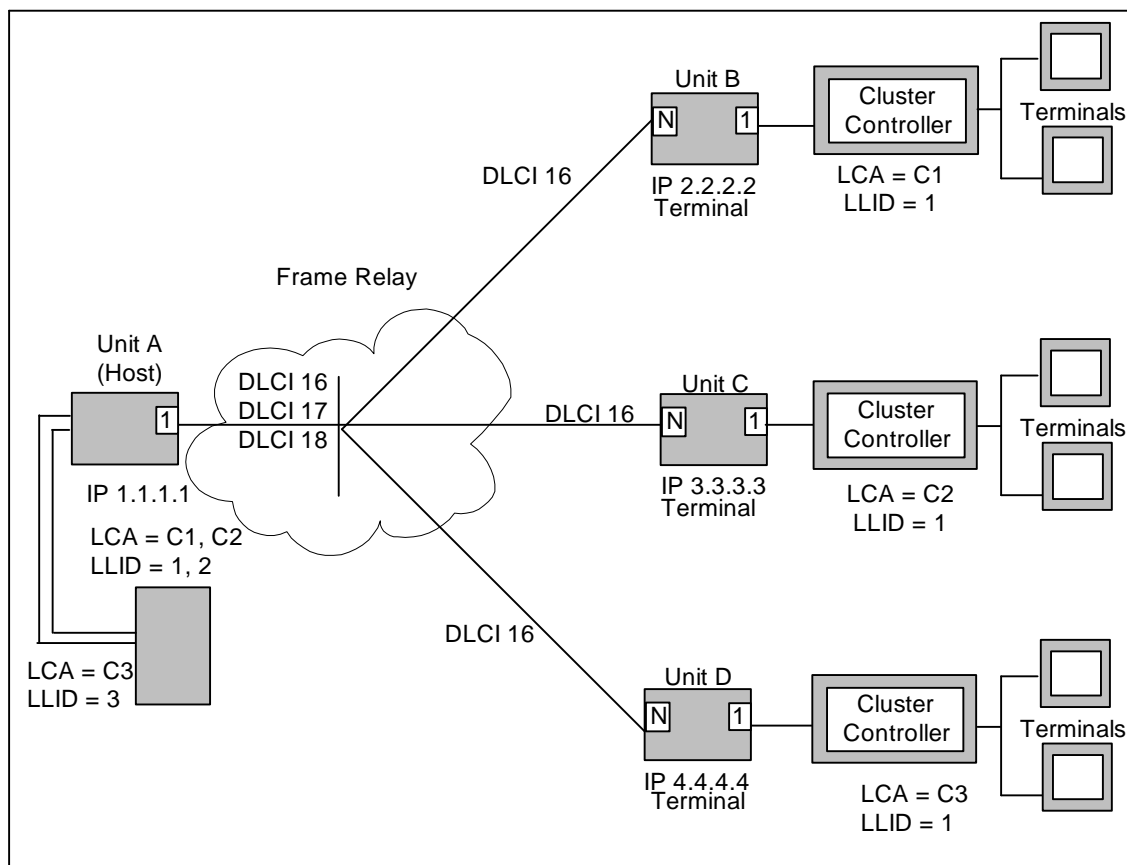 Unit B
N
1
IP 2.2.2.2
Terminal
Cluster
Controller
LCA = C1
LLID = 1
Terminals
DLCI 16
Frame Relay
Unit A
(Host)
1
IP 1.1.1.1
DLCI 16
DLCI 17
DLCI 18
LCA = C1, C2
LLID = 1, 2
LCA = C3
LLID = 3
DLCI 16
Unit C
N
1
IP 3.3.3.3
Terminal
Cluster
Controller
LCA = C2
LLID = 1
Terminals
DLCI 16
Unit D
N
1
IP 4.4.4.4
Terminal
Cluster
Controller
LCA = C3
LLID = 1
Terminals